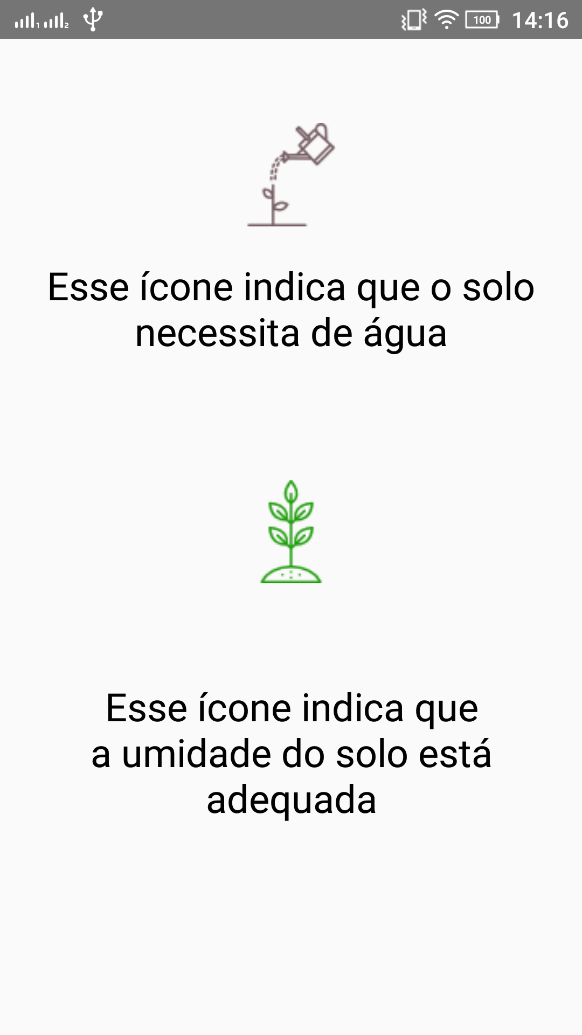 100 14:16
Esse ícone indica que o solo
necessita de água
Esse ícone indica que
a umidade do solo está
adequada